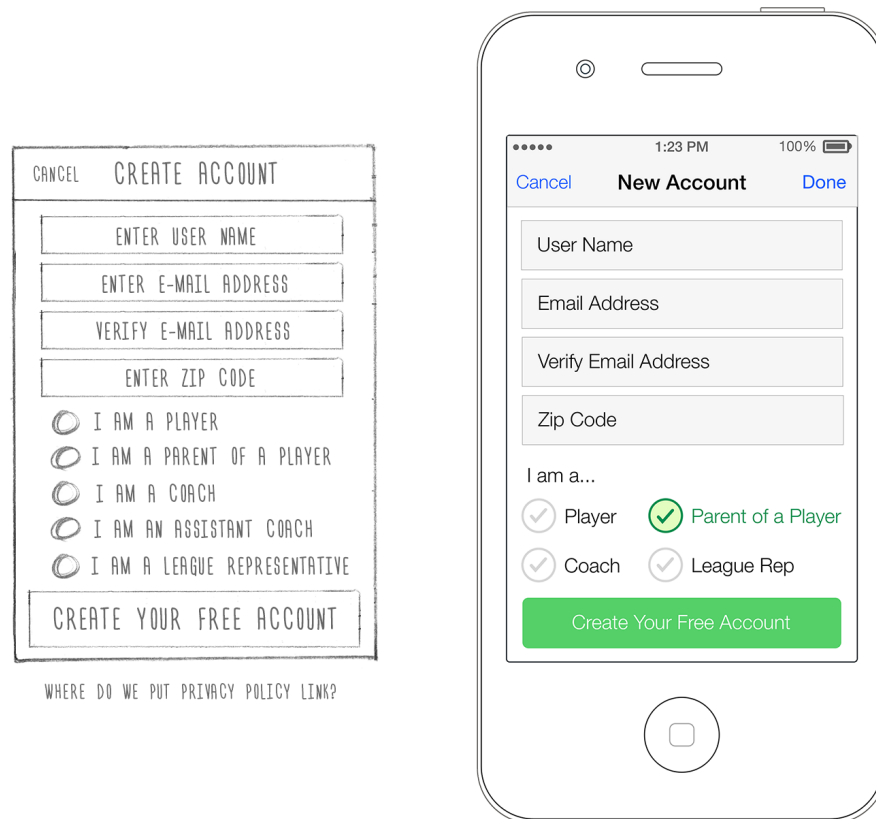 CANCEL CREATE ACCOUNT
ENTER USER NAME
ENTER E-MAIL ADDRESS
VERIFY E-MAIL ADDRESS
ENTER ZIP CODE
I AM A PLAYER
I AM A PARENT OF A PLAYER
I AM A COACH
I AM AN ASSISTANT COACH
I AM A LEAGUE REPRESENTATIVE
CREATE YOUR FREE ACCOUNT
WHERE DO WE PUT PRIVACY POLICY LINK?
1:23 PM 100%
Cancel New Account Done
User Name
Email Address
Verify Email Address
Zip Code
I am a...
Player Parent of a Player
Coach League Rep
Create Your Free Account